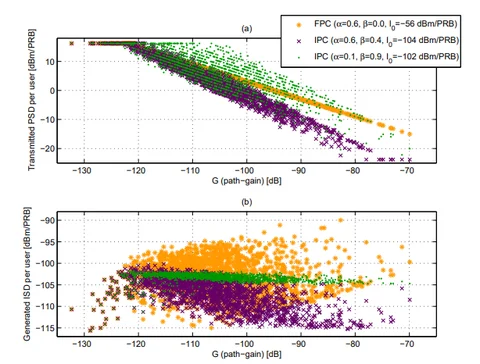 (a)
FPC (α=0.6, β=0.0, I0=−56 dBm/PRB)
IPC (α=0.6, β=0.4, I0=−104 dBm/PRB)
IPC (α=0.1, β=0.9, I0=−102 dBm/PRB)
Transmitted PSD per user [dBm/PRB]
10
0
−10
−20
−130 −120 −110 −100 −90 −80 −70
G (path−gain) [dB]
(b)
Generated ISD per user [dBm/PRB]
−90
−95
−100
−105
−110
−115
−130 −120 −110 −100 −90 −80 −70
G (path−gain) [dB]